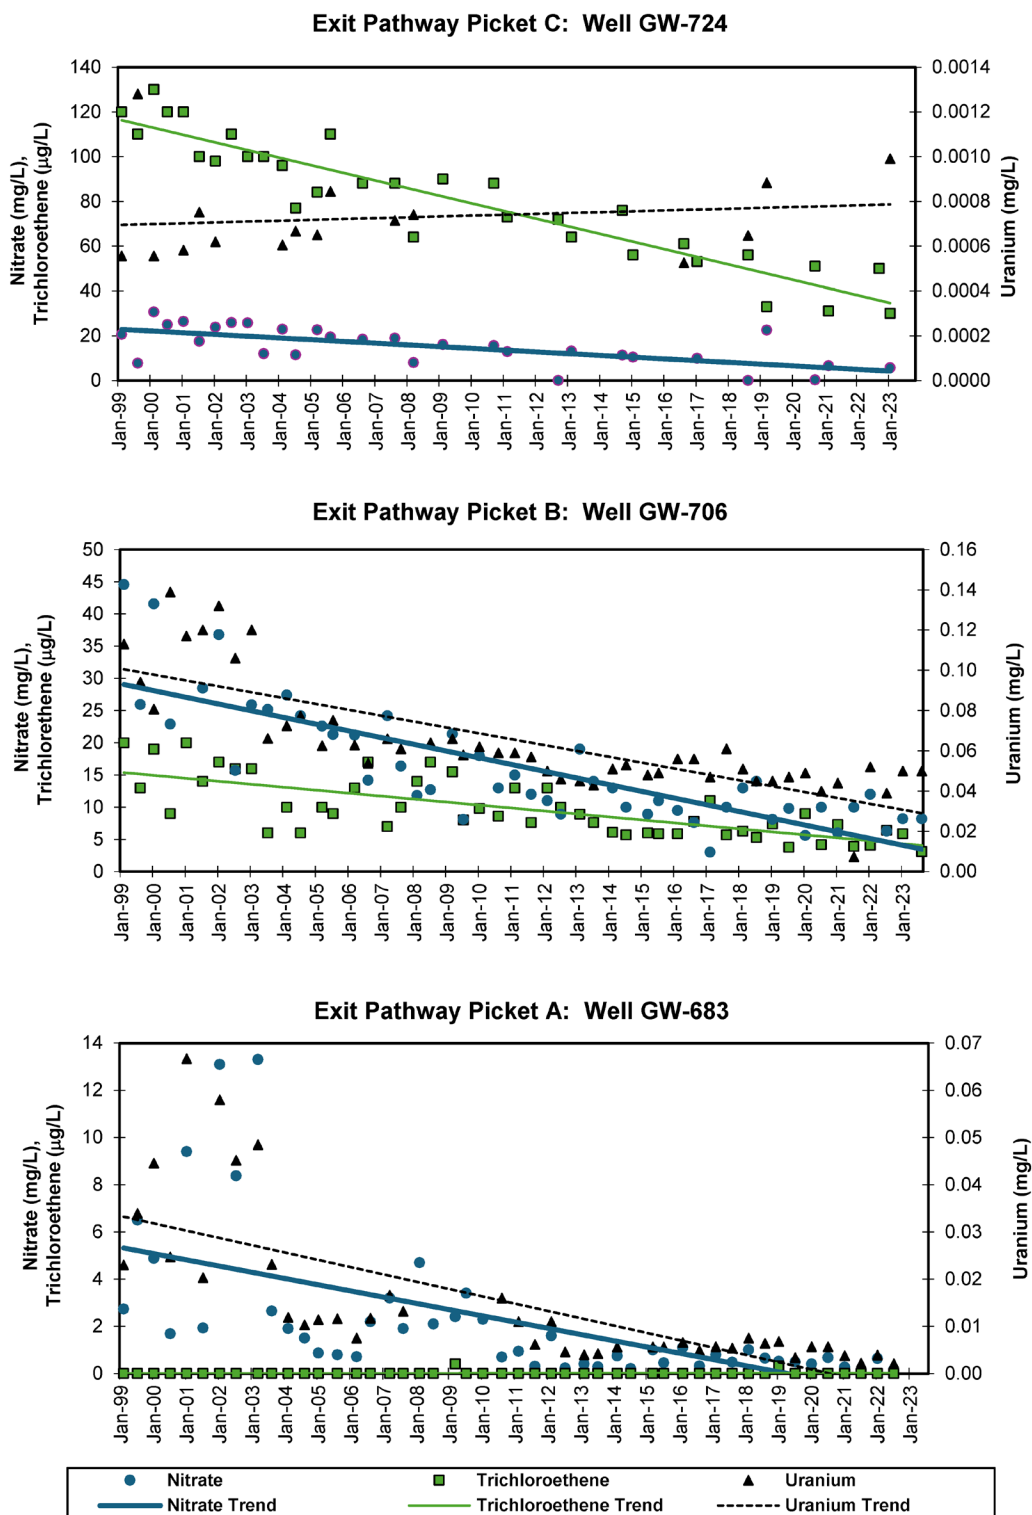 Exit Pathway Picket C:  Well GW-724
Nitrate (mg/L),
Trichloroethene (µg/L)
140
120
100
80
60
40
20
0
0.0014
0.0012
0.0010
0.0008
0.0006
0.0004
0.0002
0.0000
Uranium (mg/L)
Jan-99
Jan-00
Jan-01
Jan-02
Jan-03
Jan-04
Jan-05
Jan-06
Jan-07
Jan-08
Jan-09
Jan-10
Jan-11
Jan-12
Jan-13
Jan-14
Jan-15
Jan-16
Jan-17
Jan-18
Jan-19
Jan-20
Jan-21
Jan-22
Jan-23
Exit Pathway Picket B:  Well GW-706
Nitrate (mg/L),
Trichlorethene (µg/L)
50
45
40
35
30
25
20
15
10
5
0
0.16
0.14
0.12
0.10
0.08
0.06
0.04
0.02
0.00
Uranium (mg/L)
Jan-99
Jan-00
Jan-01
Jan-02
Jan-03
Jan-04
Jan-05
Jan-06
Jan-07
Jan-08
Jan-09
Jan-10
Jan-11
Jan-12
Jan-13
Jan-14
Jan-15
Jan-16
Jan-17
Jan-18
Jan-19
Jan-20
Jan-21
Jan-22
Jan-23
Exit Pathway Picket A:  Well GW-683
Nitrate (mg/L),
Trichloroethene (µg/L)
14
12
10
8
6
4
2
0
0.07
0.06
0.05
0.04
0.03
0.02
0.01
0.00
Uranium (mg/L)
Jan-99
Jan-00
Jan-01
Jan-02
Jan-03
Jan-04
Jan-05
Jan-06
Jan-07
Jan-08
Jan-09
Jan-10
Jan-11
Jan-12
Jan-13
Jan-14
Jan-15
Jan-16
Jan-17
Jan-18
Jan-19
Jan-20
Jan-21
Jan-22
Jan-23
Nitrate
Trichloroethene
Uranium
Nitrate Trend
Trichloroethene Trend
Uranium Trend